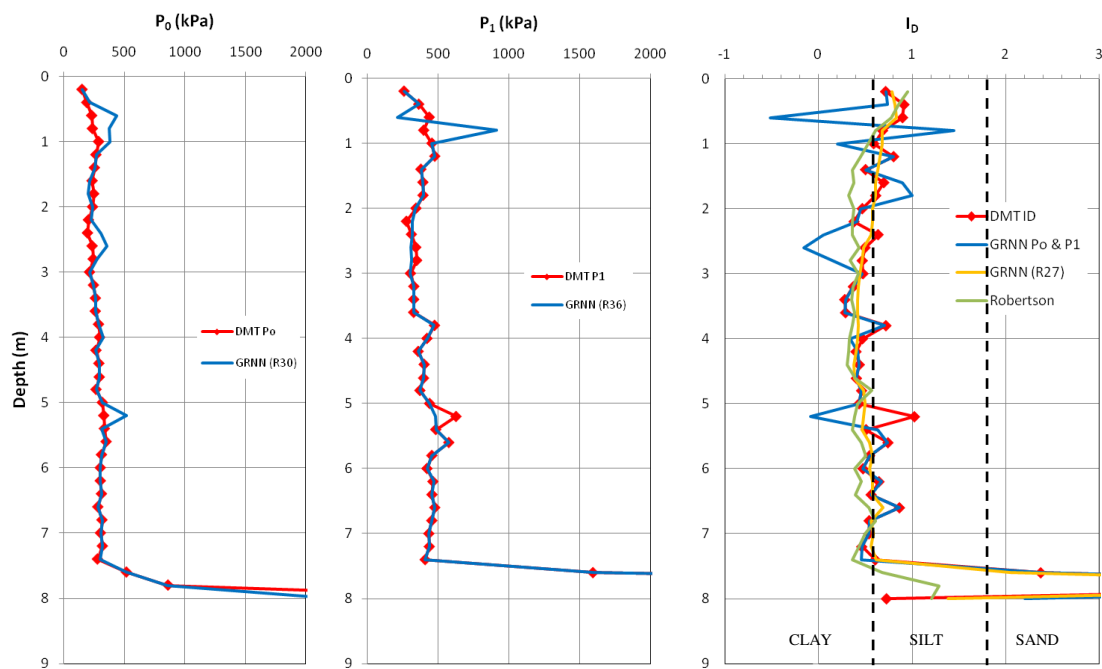 P0 (kPa)
0 500 1000 1500 2000
P1 (kPa)
0 500 1000 1500 2000
ID
-1 0 1 2 3
Depth (m)
0
1
2
3
4
5
6
7
8
9
DMT Po
GRNN (R30)
0
1
2
3
4
5
6
7
8
9
DMT P1
GRNN (R36)
0
1
2
3
4
5
6
7
8
9
DMT ID
GRNN Po & P1
GRNN (R27)
Robertson
CLAY SILT SAND